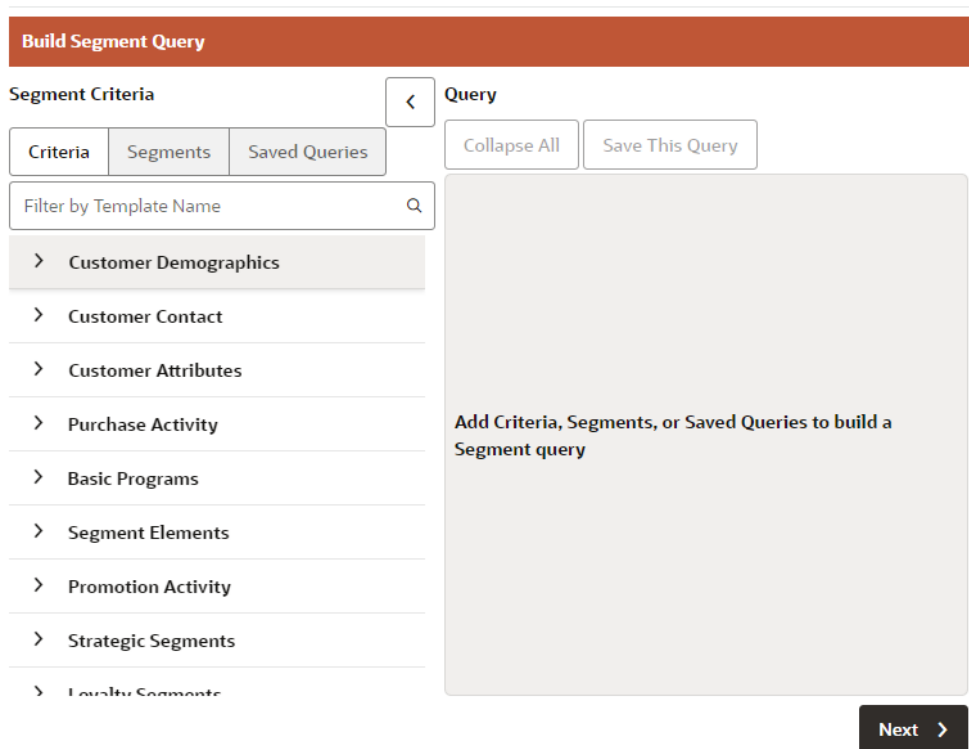 Build Segment Query
Segment Criteria
Criteria
Segments
Saved Queries
Filter by Template Name
Customer Demographics
Customer Contact
Customer Attributes
Purchase Activity
Basic Programs
Segment Elements
Promotion Activity
Strategic Segments
Loyalty Segments
Query
Collapse All
Save This Query
Add Criteria, Segments, or Saved Queries to build a
Segment query
Next